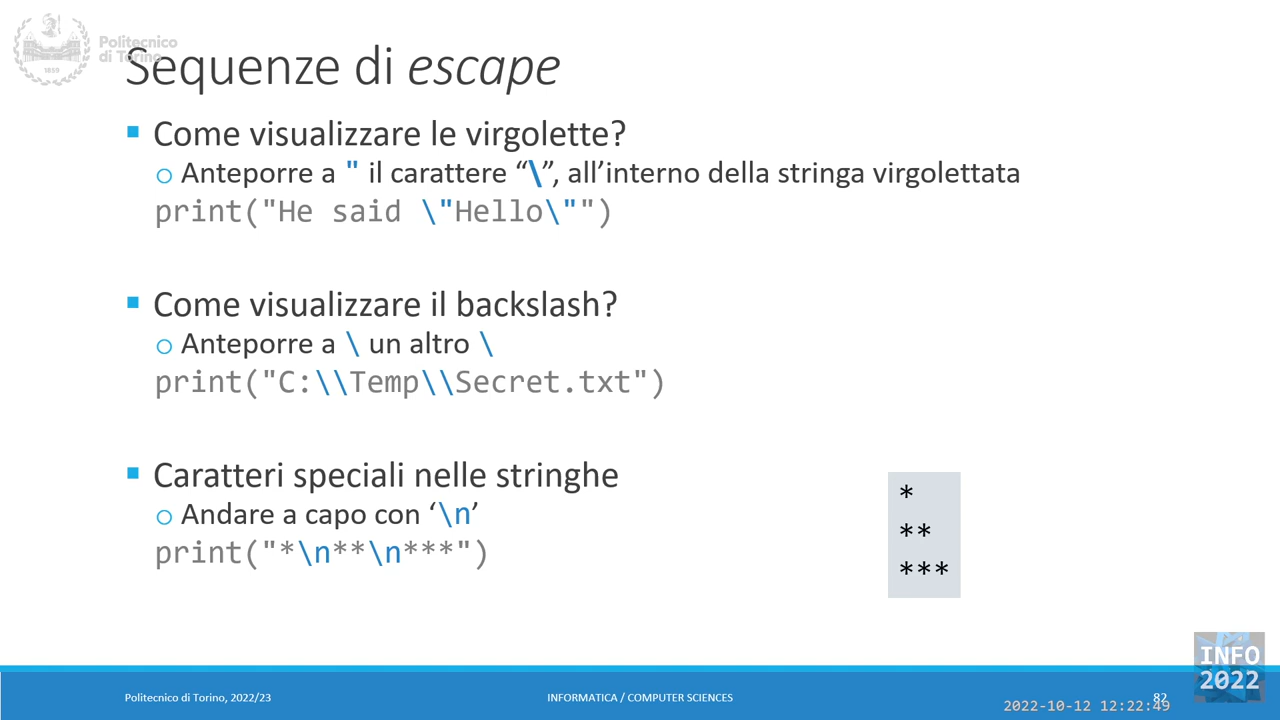 Politecnico
di Torino
1859
Sequenze di escape
Come visualizzare le virgolette?
Anteporre a " il carattere “\”, all’interno della stringa virgolettata
print("He said \"Hello\"")
Come visualizzare il backslash?
Anteporre a \ un altro \
print("C:\\Temp\\Secret.txt")
Caratteri speciali nelle stringhe
Andare a capo con ‘\n’
print("*\n**\n***")
*
**
***
INFO
2022
Politecnico di Torino, 2022/23
INFORMATICA / COMPUTER SCIENCES
82
2022-10-12 12:22:49